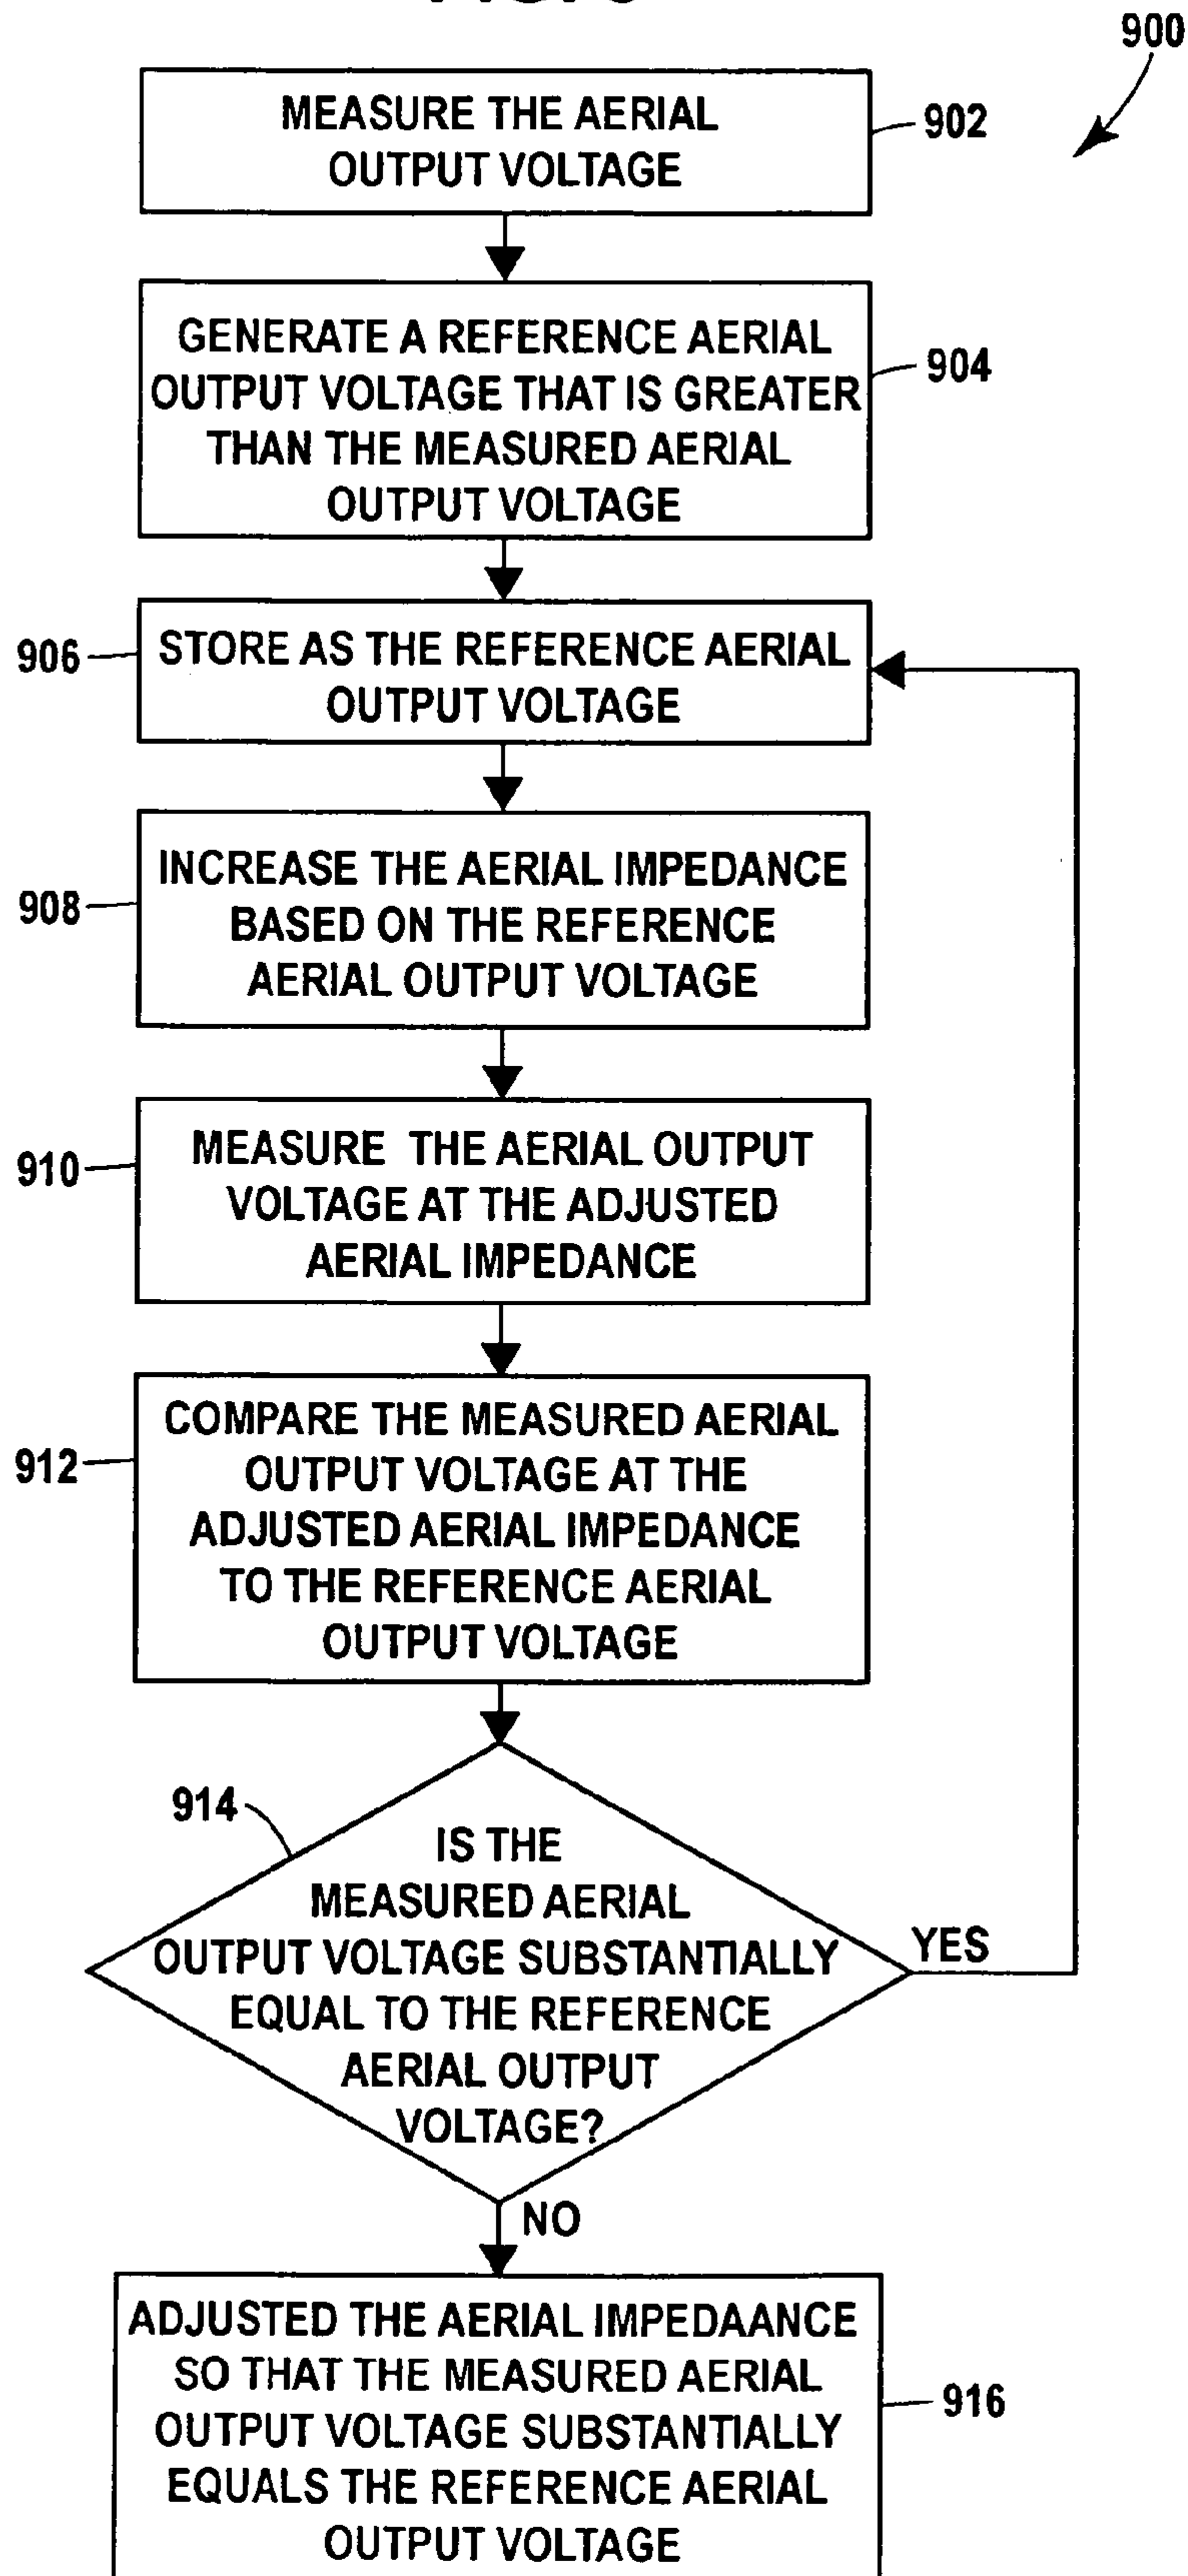 900
MEASURE THE AERIAL
OUTPUT VOLTAGE
902
GENERATE A REFERENCE AERIAL
OUTPUT VOLTAGE THAT IS GREATER
THAN THE MEASURED AERIAL
OUTPUT VOLTAGE
904
906
STORE AS THE REFERENCE AERIAL
OUTPUT VOLTAGE
908
INCREASE THE AERIAL IMPEDANCE
BASED ON THE REFERENCE
AERIAL OUTPUT VOLTAGE
910
MEASURE THE AERIAL OUTPUT
VOLTAGE AT THE ADJUSTED
AERIAL IMPEDANCE
912
COMPARE THE MEASURED AERIAL
OUTPUT VOLTAGE AT THE
ADJUSTED AERIAL IMPEDANCE
TO THE REFERENCE AERIAL
OUTPUT VOLTAGE
914
IS THE
MEASURED AERIAL
OUTPUT VOLTAGE SUBSTANTIALLY
EQUAL TO THE REFERENCE
AERIAL OUTPUT
VOLTAGE?
YES
NO
ADJUSTED THE AERIAL IMPEDAANCE
SO THAT THE MEASURED AERIAL
OUTPUT VOLTAGE SUBSTANTIALLY
EQUALS THE REFERENCE AERIAL
OUTPUT VOLTAGE
916